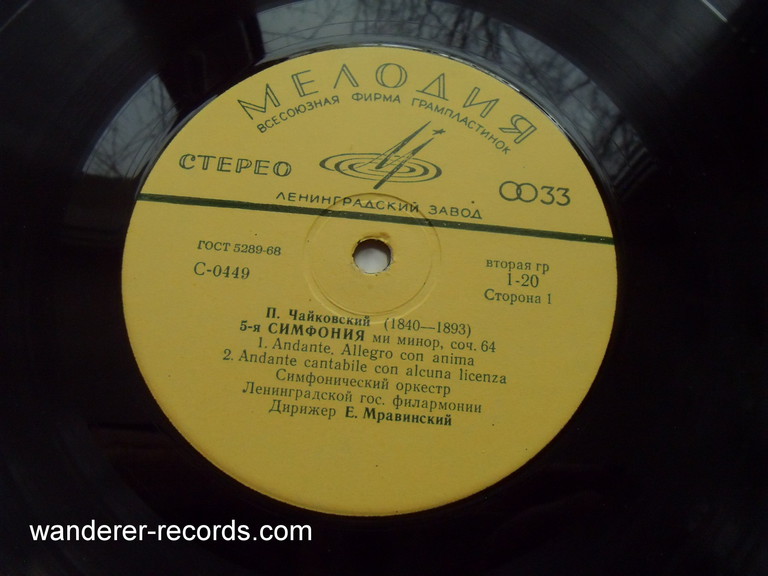 МЕЛОДИЯ
ВСЕСОЮЗНАЯ ФИРМА ГРАМПЛАСТИНОК
СТЕРЕО
33
ЛЕНИНГРАДСКИЙ ЗАВОД
ГОСТ 5289-68
С-0449
вторая гр
1-20
Сторона 1
П. Чайковский (1840—1893)
5-я СИМФОНИЯ ми минор, соч. 64
1. Andante. Allegro con anima
2. Andante cantabile con alcuna licenza
Симфонический оркестр
Ленинградской гос. филармонии
Дирижер Е. Мравинский
wanderer-records.com